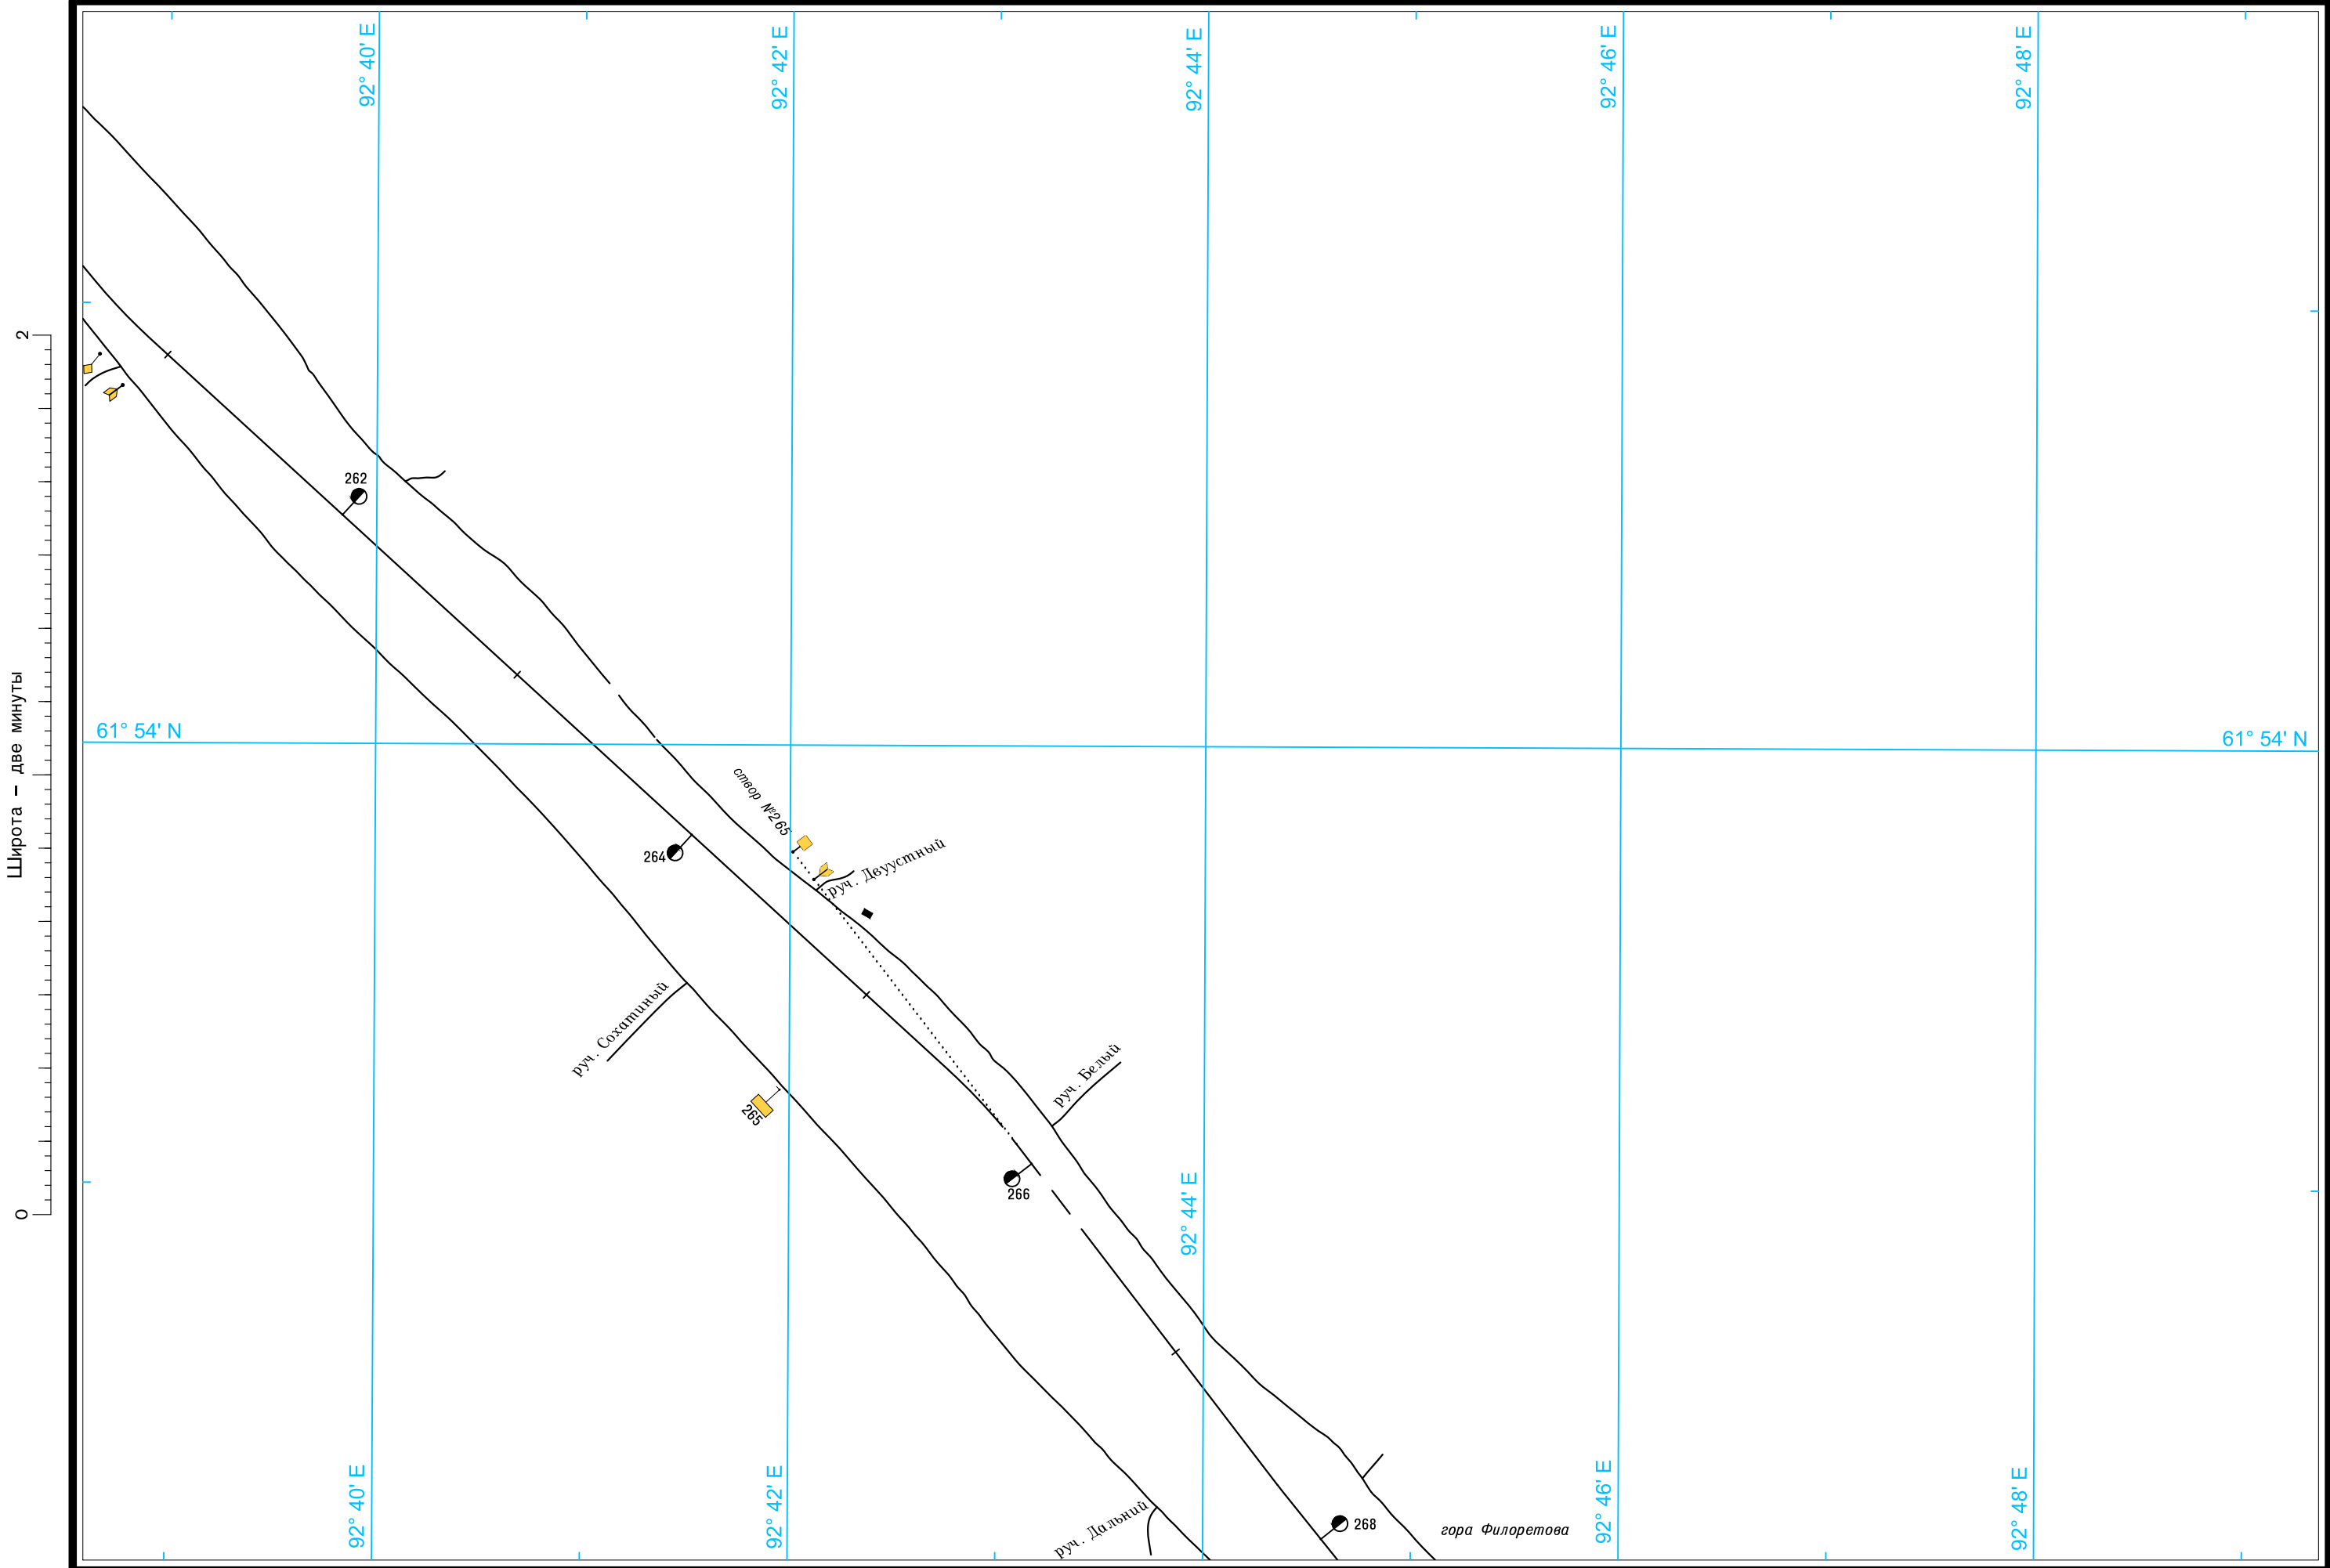 92° 40' E
92° 42' E
92° 44' E
92° 46' E
92° 48' E
2
262
61° 54' N
61° 54' N
Широта – две минуты
створ №265
264
руч. Двуустный
руч. Сохатиный
руч. Белый
265
266
92° 44' E
0
92° 40' E
92° 42' E
руч. Дальний
268
гора Филоретова
92° 46' E
92° 48' E